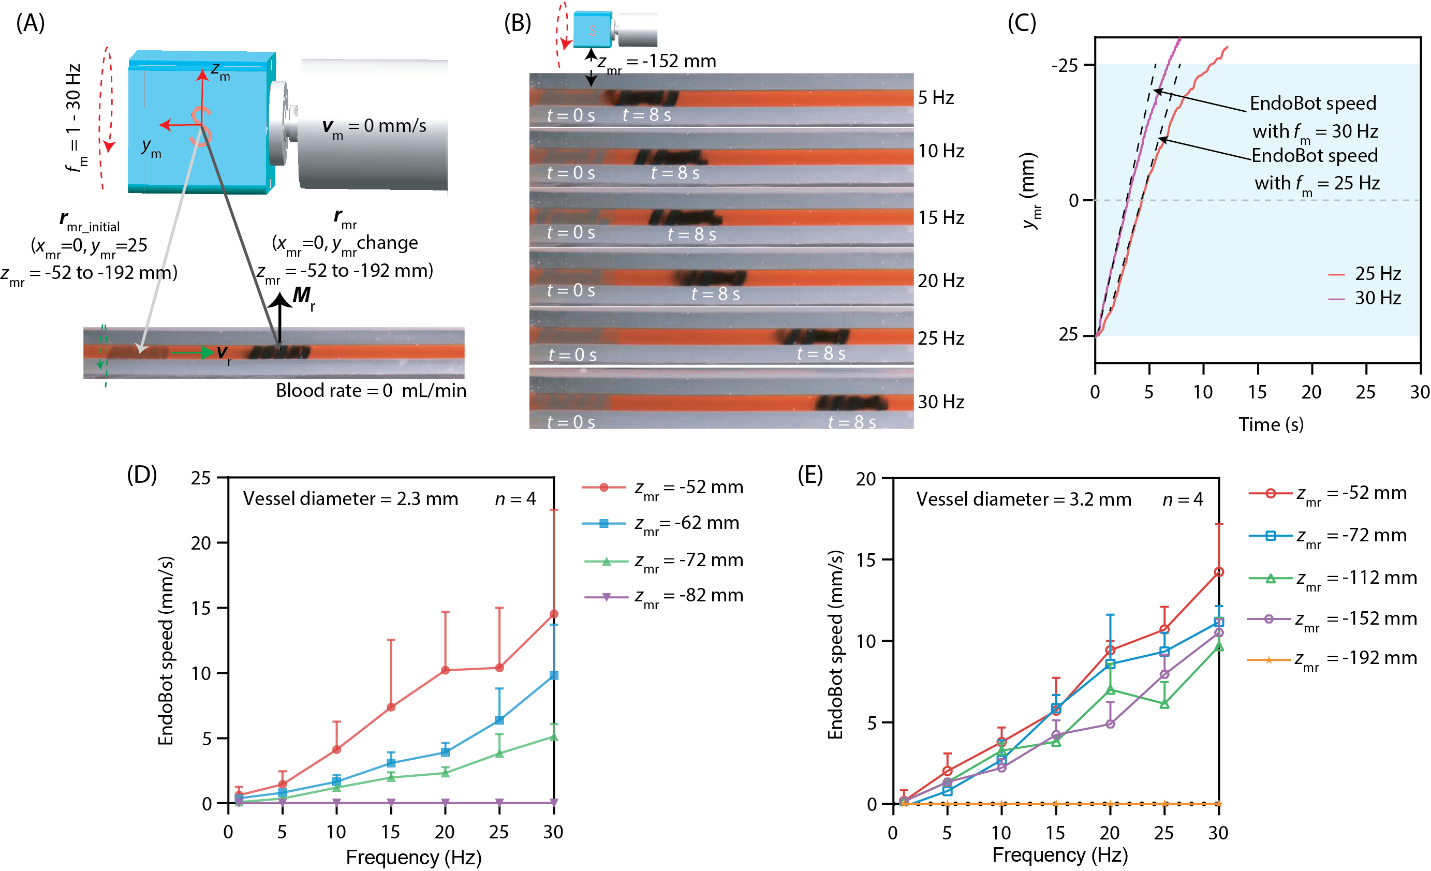 (A)
f_m = 1 - 30 Hz
z_m
y_m
v_m = 0 mm/s
r_mr_initial
(x_mr=0, y_mr=25
z_mr = -52 to -192 mm)
r_mr
(x_mr=0, y_mr change
z_mr = -52 to -192 mm)
M_r
v_r
Blood rate = 0 mL/min
(B)
z_mr = -152 mm
t = 0 s
t = 8 s
5 Hz
t = 0 s
t = 8 s
10 Hz
t = 0 s
t = 8 s
15 Hz
t = 0 s
t = 8 s
20 Hz
t = 0 s
t = 8 s
25 Hz
t = 0 s
t = 8 s
30 Hz
(C)
y_mr (mm)
-25
0
25
EndoBot speed
with f_m = 30 Hz
EndoBot speed
with f_m = 25 Hz
25 Hz
30 Hz
0 5 10 15 20 25 30
Time (s)
(D)
EndoBot speed (mm/s)
25
20
15
10
5
0
Vessel diameter = 2.3 mm n = 4
z_mr = -52 mm
z_mr = -62 mm
z_mr = -72 mm
z_mr = -82 mm
0 5 10 15 20 25 30
Frequency (Hz)
(E)
EndoBot speed (mm/s)
20
15
10
5
0
Vessel diameter = 3.2 mm n = 4
z_mr = -52 mm
z_mr = -72 mm
z_mr = -112 mm
z_mr = -152 mm
z_mr = -192 mm
0 5 10 15 20 25 30
Frequency (Hz)